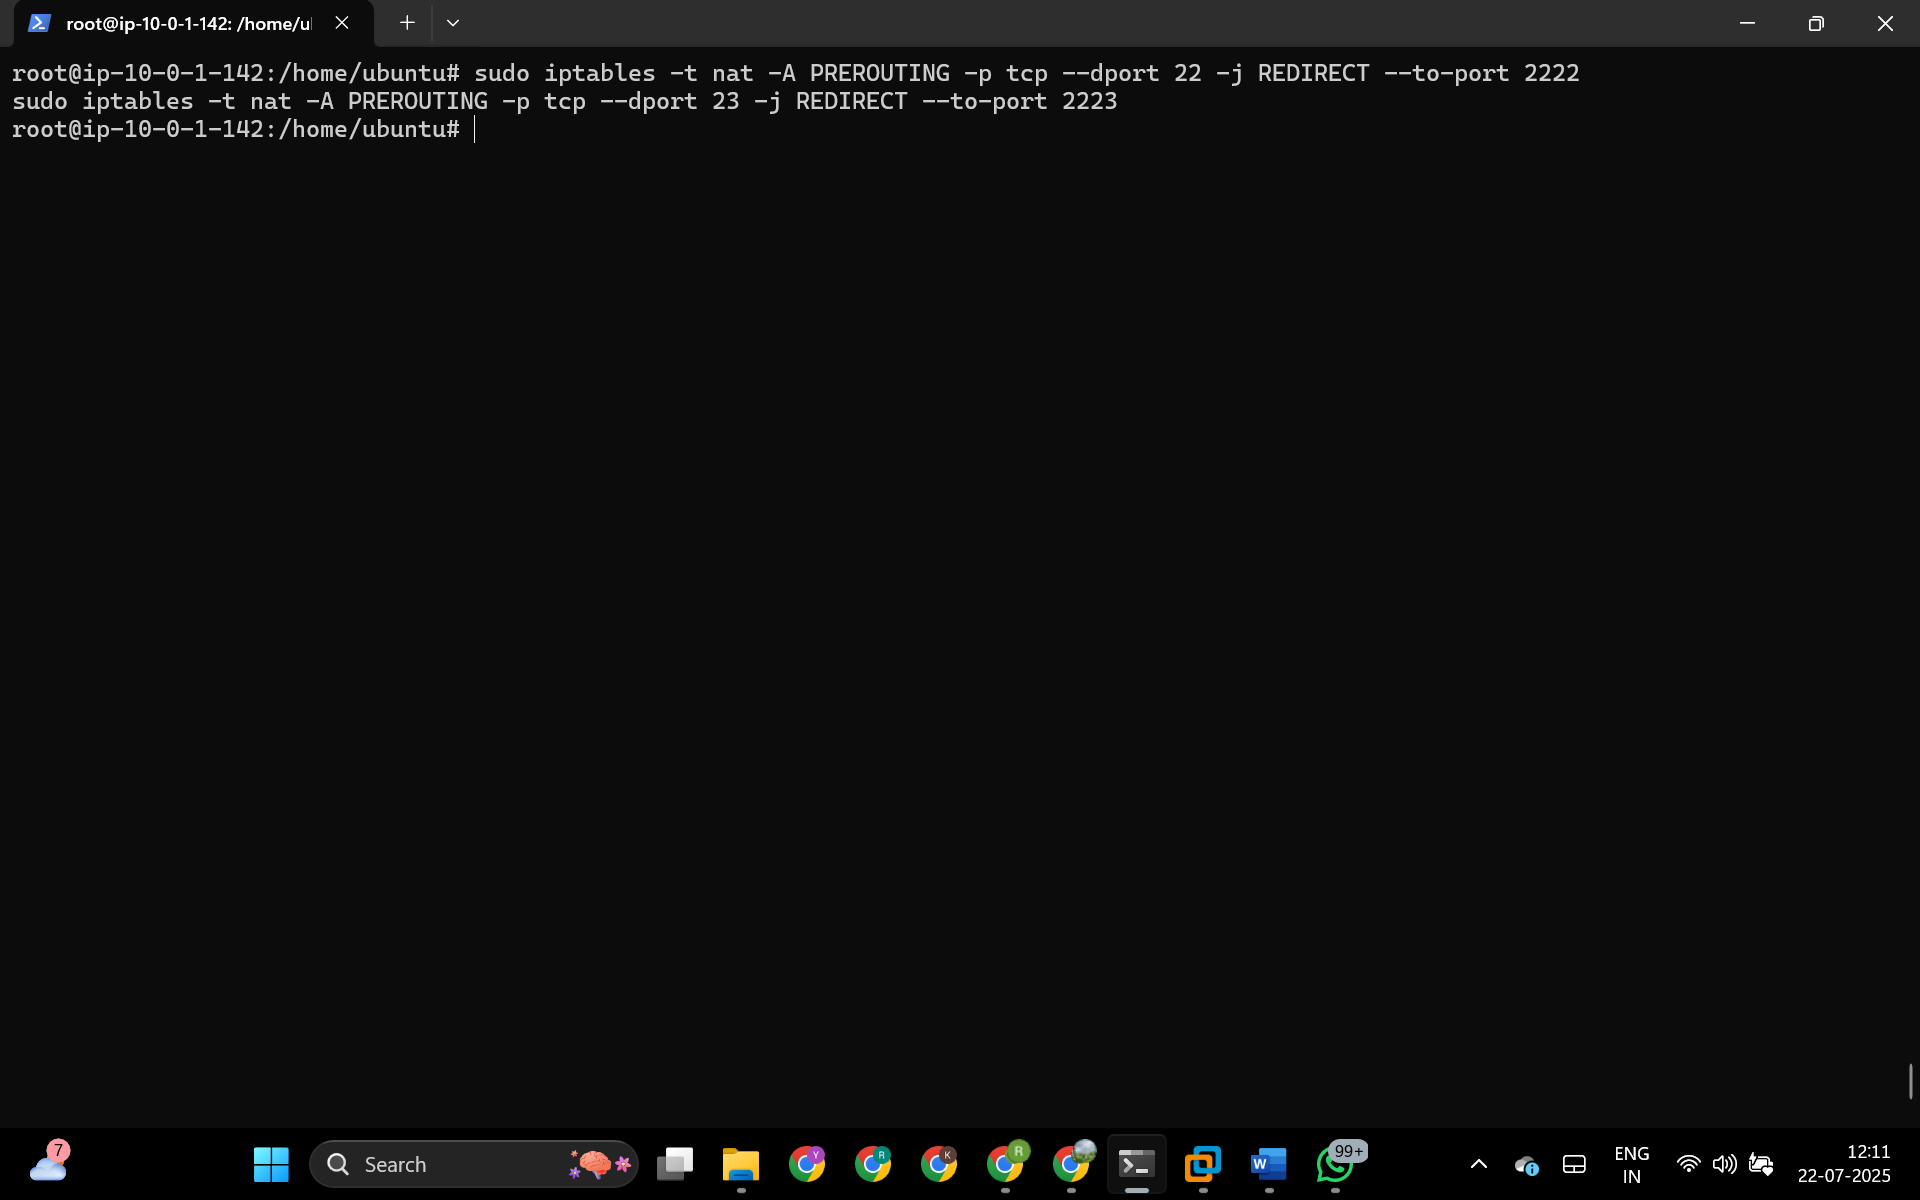 root@ip-10-0-1-142: /home/u
root@ip-10-0-1-142:/home/ubuntu# sudo iptables -t nat -A PREROUTING -p tcp --dport 22 -j REDIRECT --to-port 2222
sudo iptables -t nat -A PREROUTING -p tcp --dport 23 -j REDIRECT --to-port 2223
root@ip-10-0-1-142:/home/ubuntu#
7
Search
Y
R
K
R
W
99+
ENG
IN
12:11
22-07-2025